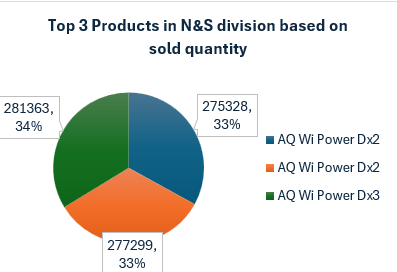 Top 3 Products in N&S division based on
sold quantity
281363,
34%
275328,
33%
AQ Wi Power Dx2
AQ Wi Power Dx2
AQ Wi Power Dx3
277299,
33%